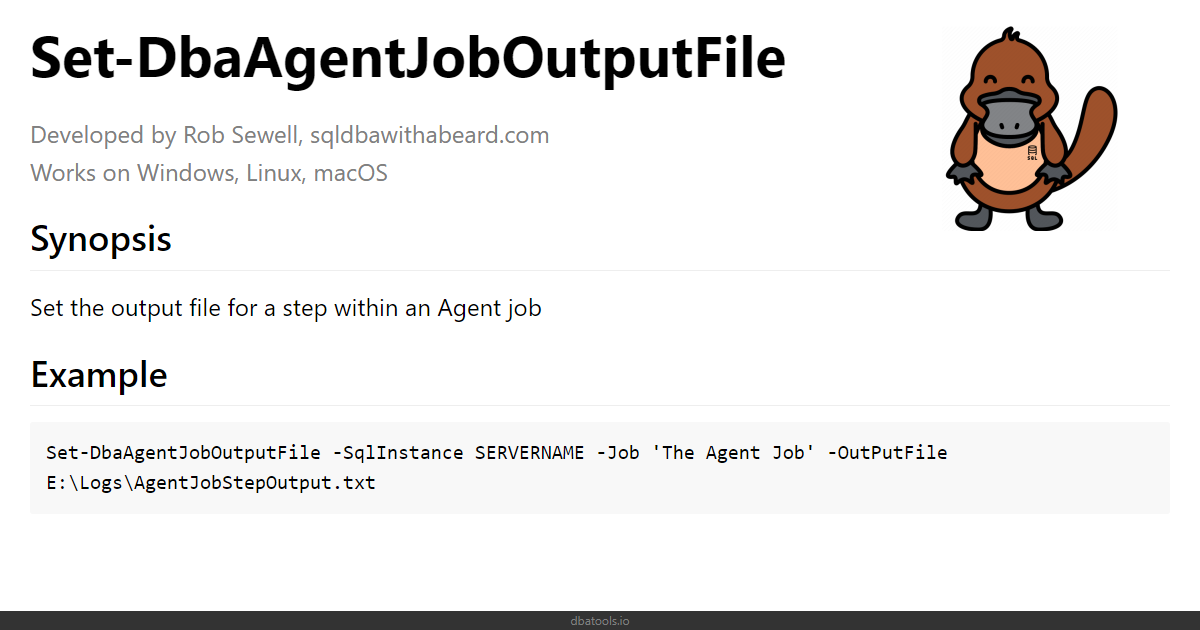 Set-DbaAgentJobOutputFile
Developed by Rob Sewell, sqldbawithabeard.com
Works on Windows, Linux, macOS
SQL
Synopsis
Set the output file for a step within an Agent job
Example
Set-DbaAgentJobOutputFile -SqlInstance SERVERNAME -Job 'The Agent Job' -OutPutFile
E:\Logs\AgentJobStepOutput.txt
dbatools.io